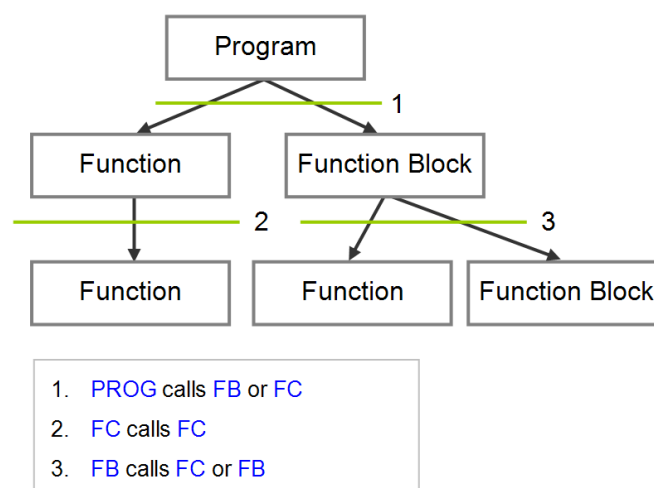 Program
1
Function
Function Block
2
3
Function
Function
Function Block
1. PROG calls FB or FC
2. FC calls FC
3. FB calls FC or FB